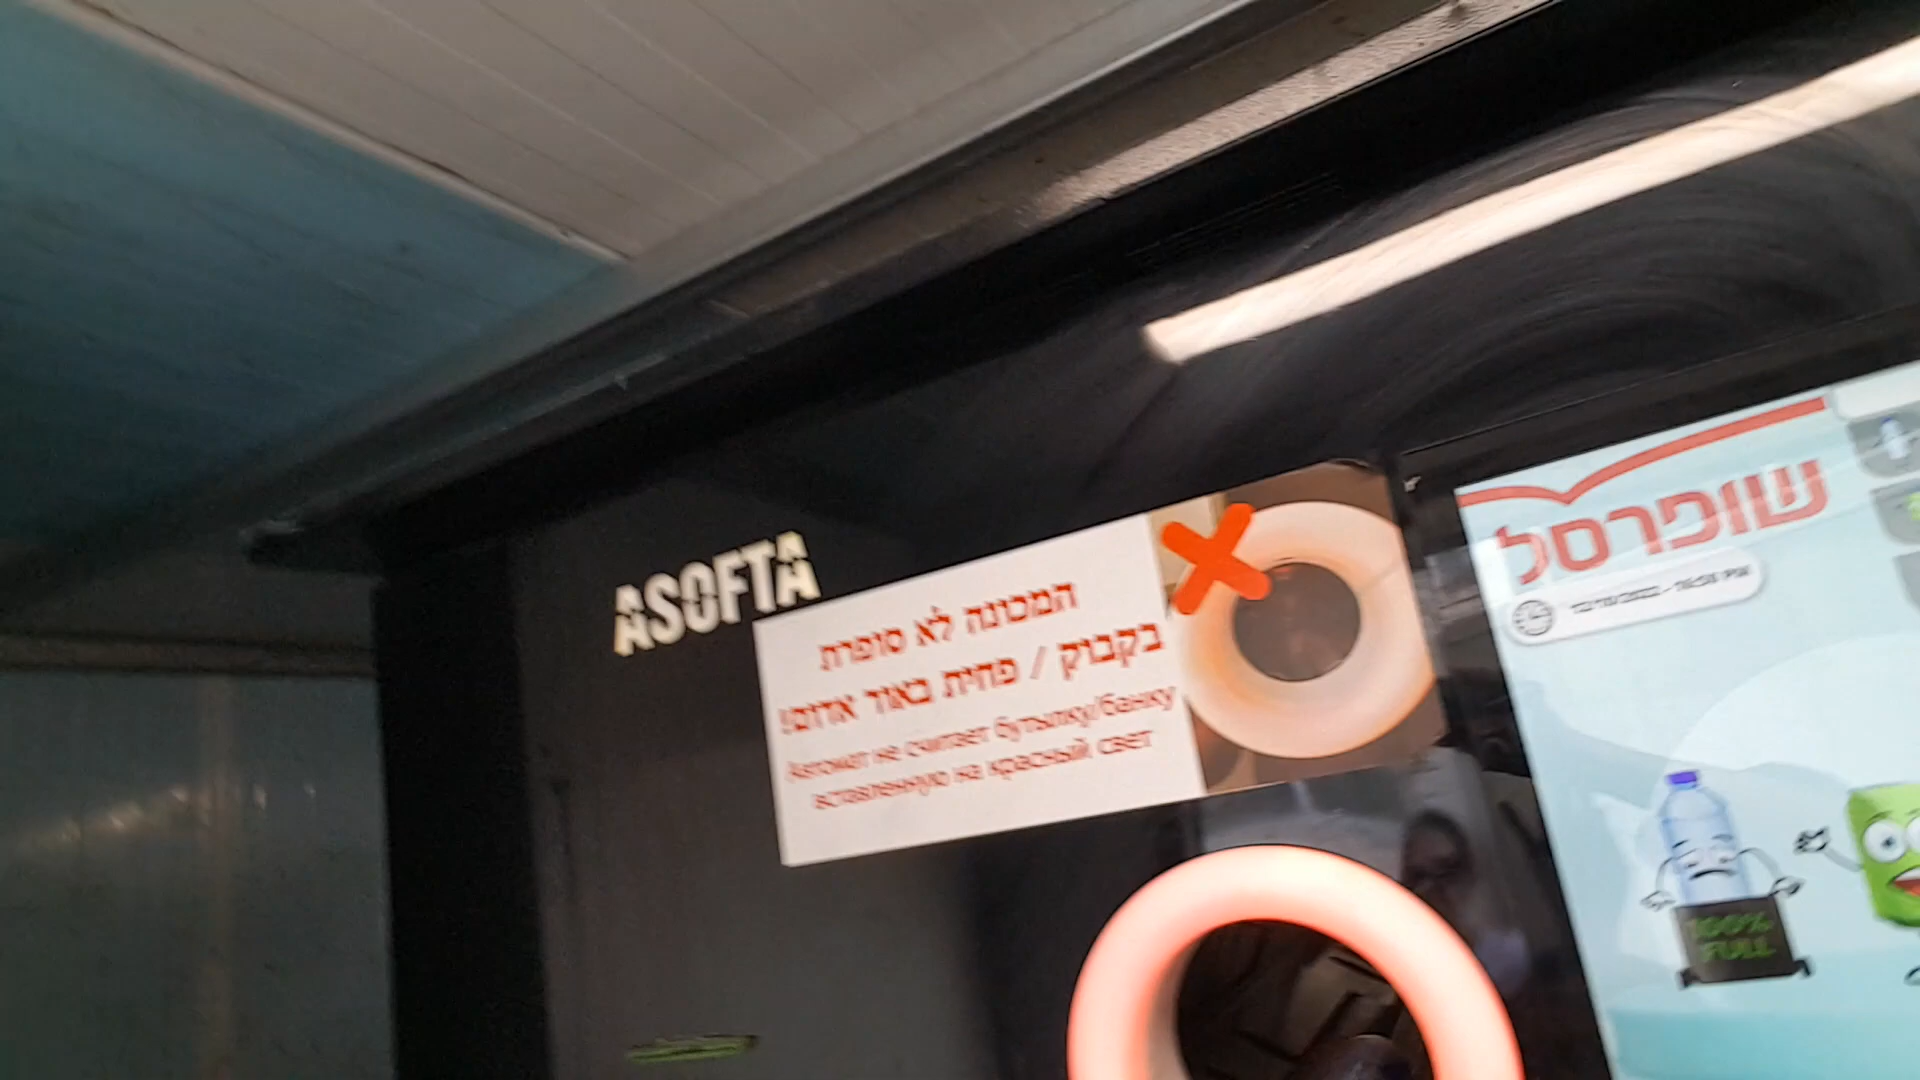 ASOFTA
המכונה לא סופרת
בקבוק / פחית באור אדום!
Автомат не считает бутылку/банку
вставленную на красный свет
שופרסל
100%
FULL